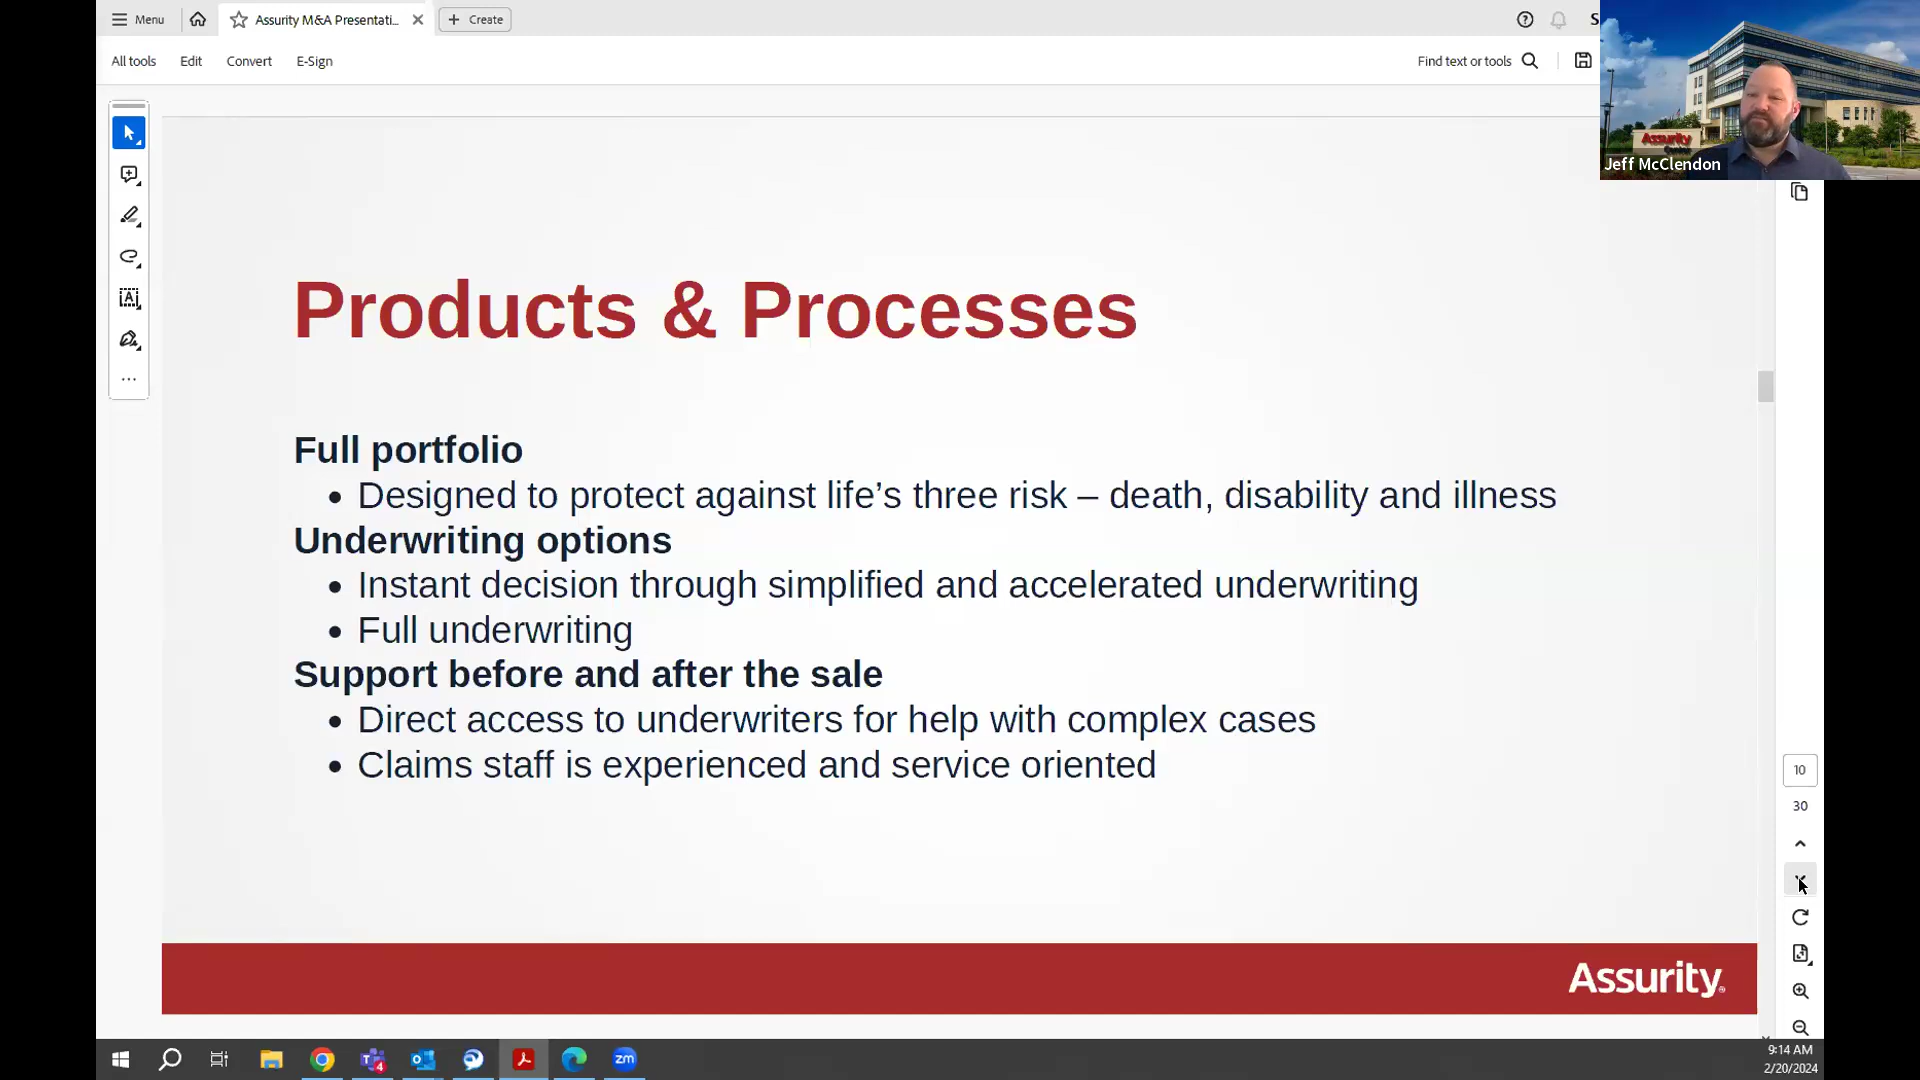 Menu
Assurity M&A Presentati...
Create
All tools
Edit
Convert
E-Sign
Find text or tools
Assurity
Jeff McClendon
Products & Processes
Full portfolio
• Designed to protect against life’s three risk – death, disability and illness
Underwriting options
• Instant decision through simplified and accelerated underwriting
• Full underwriting
Support before and after the sale
• Direct access to underwriters for help with complex cases
• Claims staff is experienced and service oriented
10
30
Assurity
4
zm
9:14 AM
2/20/2024